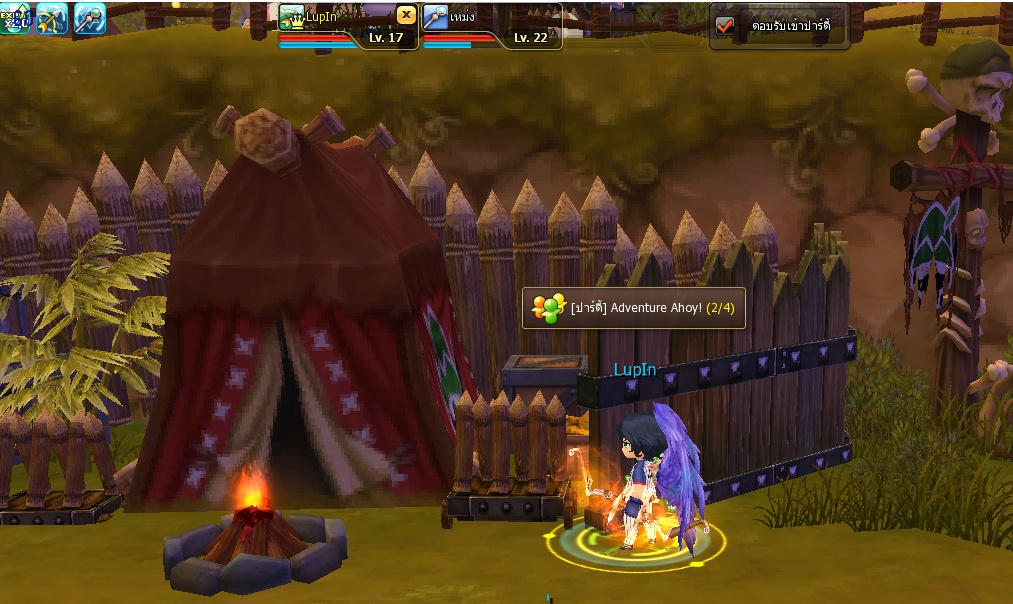 LupIn
Lv. 17
เหม่ง
Lv. 22
ตอบรับเข้าปาร์ตี้
[ปาร์ตี้] Adventure Ahoy! (2/4)
LupIn